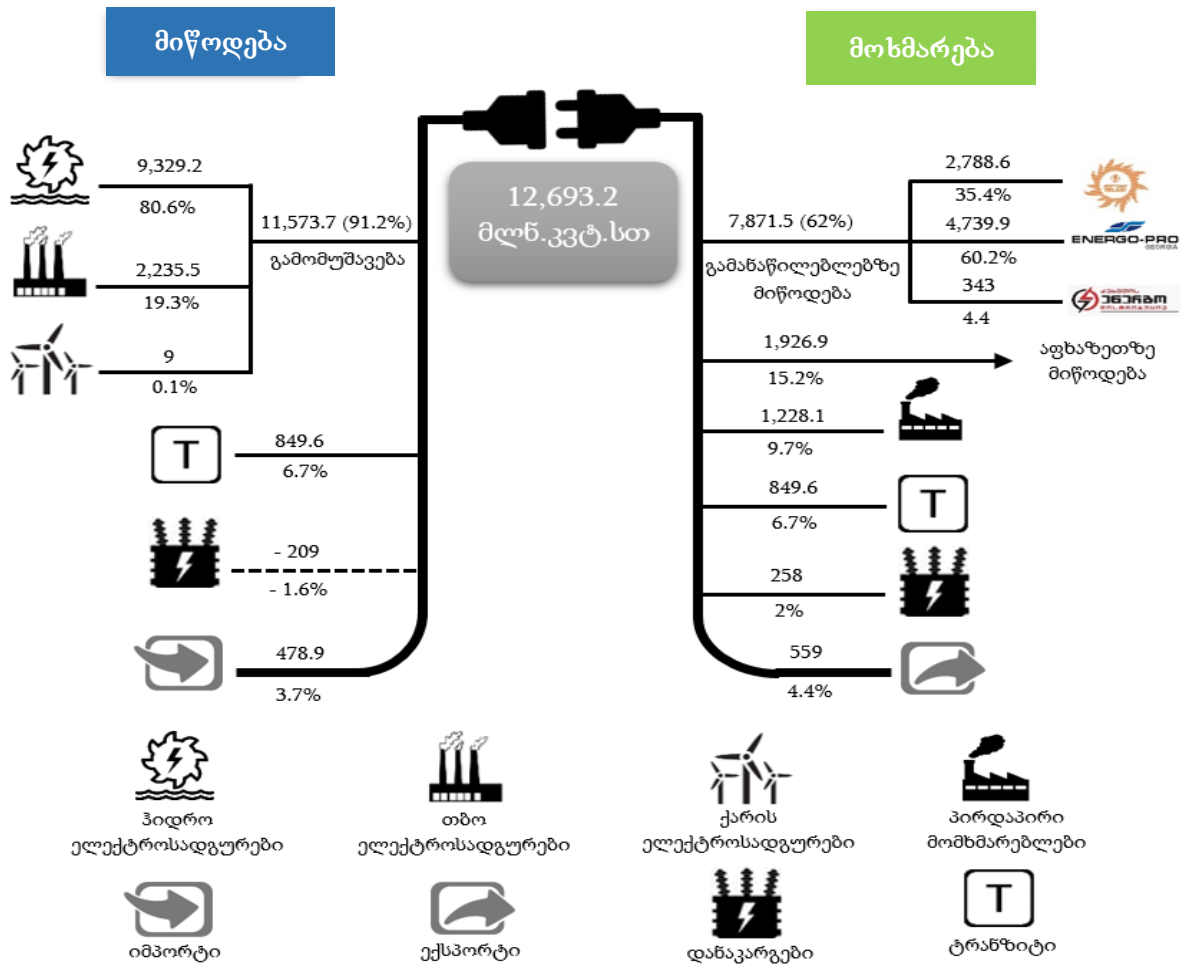 მიწოდება
მოხმარება
12,693.2
მლნ.კვტ.სთ
9,329.2
80.6%
2,235.5
19.3%
9
0.1%
11,573.7 (91.2%)
გამომუშავება
T
849.6
6.7%
- 209
- 1.6%
478.9
3.7%
7,871.5 (62%)
გამანაწილებლებზე
მიწოდება
2,788.6
35.4%
4,739.9
60.2%
ENERGO-PRO
GEORGIA
343
4.4
ენერგო
1,926.9
15.2%
აფხაზეთზე
მიწოდება
1,228.1
9.7%
849.6
6.7%
T
258
2%
559
4.4%
ჰიდრო
ელექტროსადგურები
თბო
ელექტროსადგურები
ქარის
ელექტროსადგურები
პირდაპირი
მომხმარებლები
იმპორტი
ექსპორტი
დანაკარგები
T
ტრანზიტი